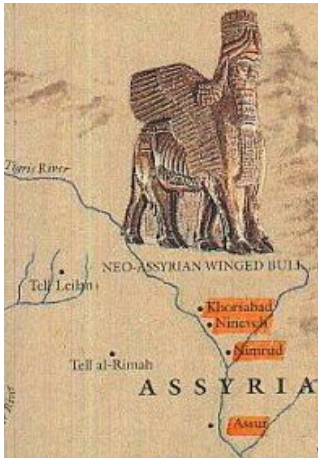 Tigris River
NEO-ASSYRIAN WINGED BULL
Tell Leilan
Khorsabad
Nineveh
Nimrud
Tell al-Rimah
ASSYRIA
Assur